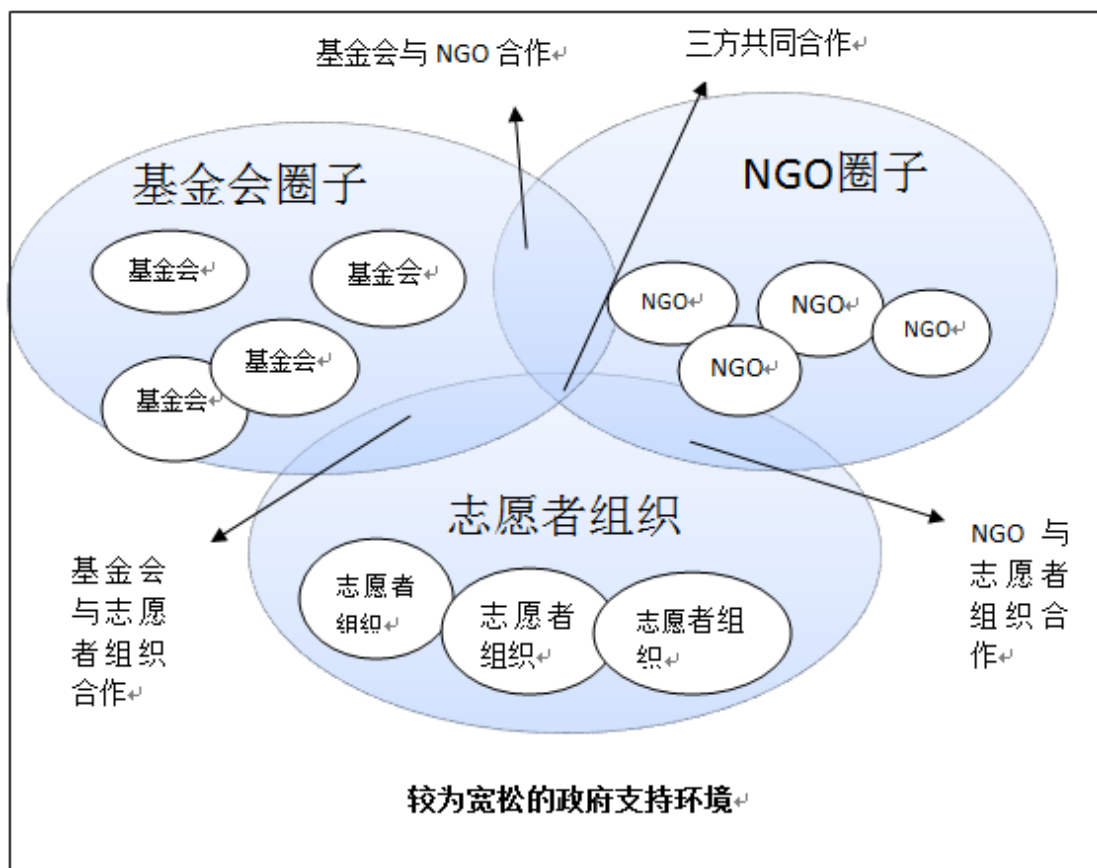 基金会与 NGO 合作
三方共同合作
基金会圈子
NGO圈子
基金会
基金会
基金会
基金会
NGO
NGO
NGO
NGO
志愿者组织
志愿者
组织
志愿者
组织
志愿者组
织
基金会
与志愿
者组织
合作
NGO 与
志愿者
组织合
作
较为宽松的政府支持环境